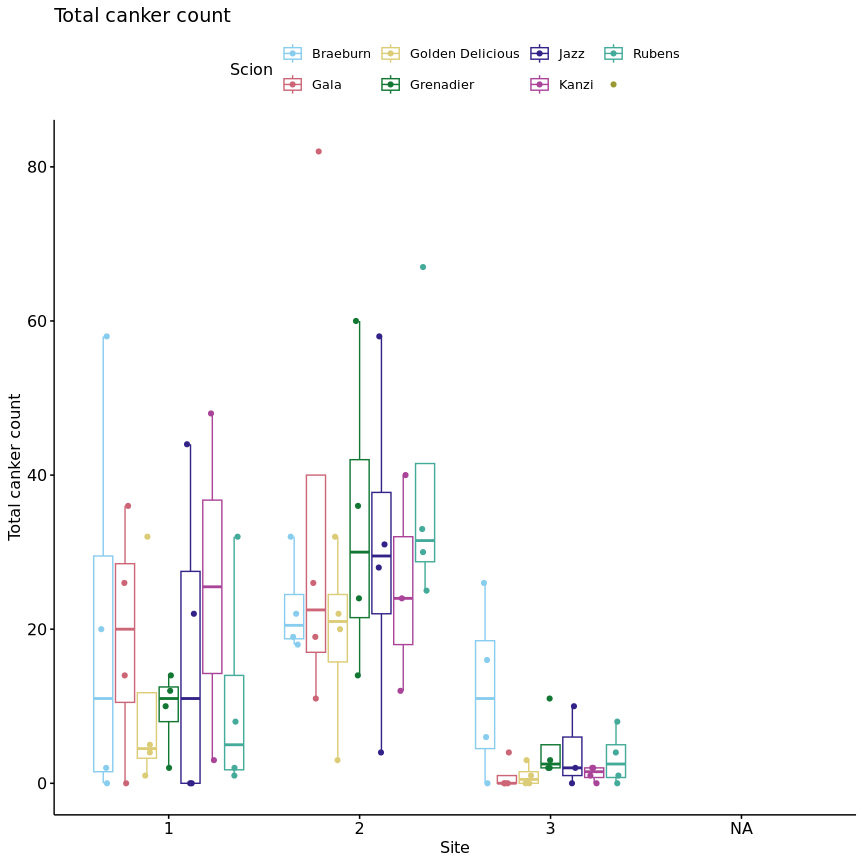 Total canker count
Scion
Braeburn
Golden Delicious
Jazz
Rubens
Gala
Grenadier
Kanzi
Total canker count
80
60
40
20
0
1
2
3
NA
Site